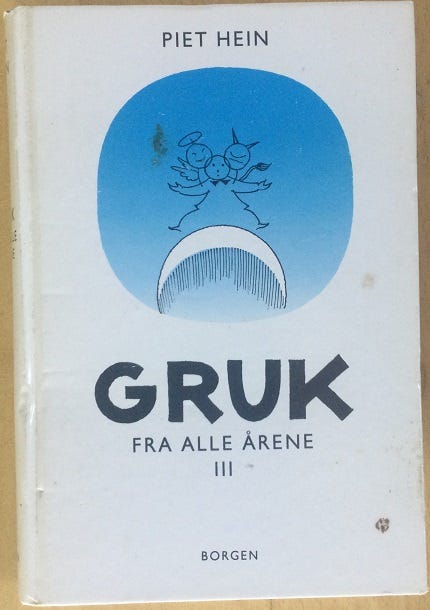 PIET HEIN
GRUK
FRA ALLE ÅRENE
III
BORGEN